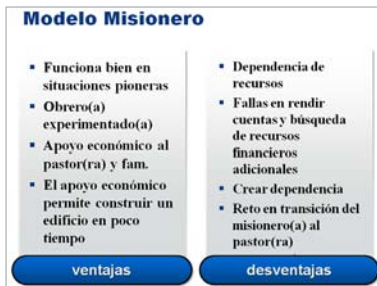 Modelo Misionero
▪ Funciona bien en
situaciones pioneras
▪ Obrero(a)
experimentado(a)
▪ Apoyo económico al
pastor(ra) y fam.
▪ El apoyo económico
permite construir un
edificio en poco
tiempo
ventajas
▪ Dependencia de
recursos
▪ Fallas en rendir
cuentas y búsqueda
de recursos
financieros
adicionales
▪ Crear dependencia
▪ Reto en transición del
misionero(a) al
pastor(ra)
desventajas